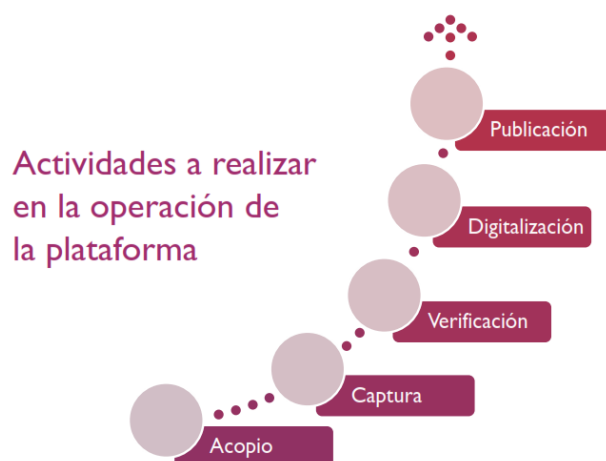 Actividades a realizar
en la operación de
la plataforma
Publicación
Digitalización
Verificación
Captura
Acopio